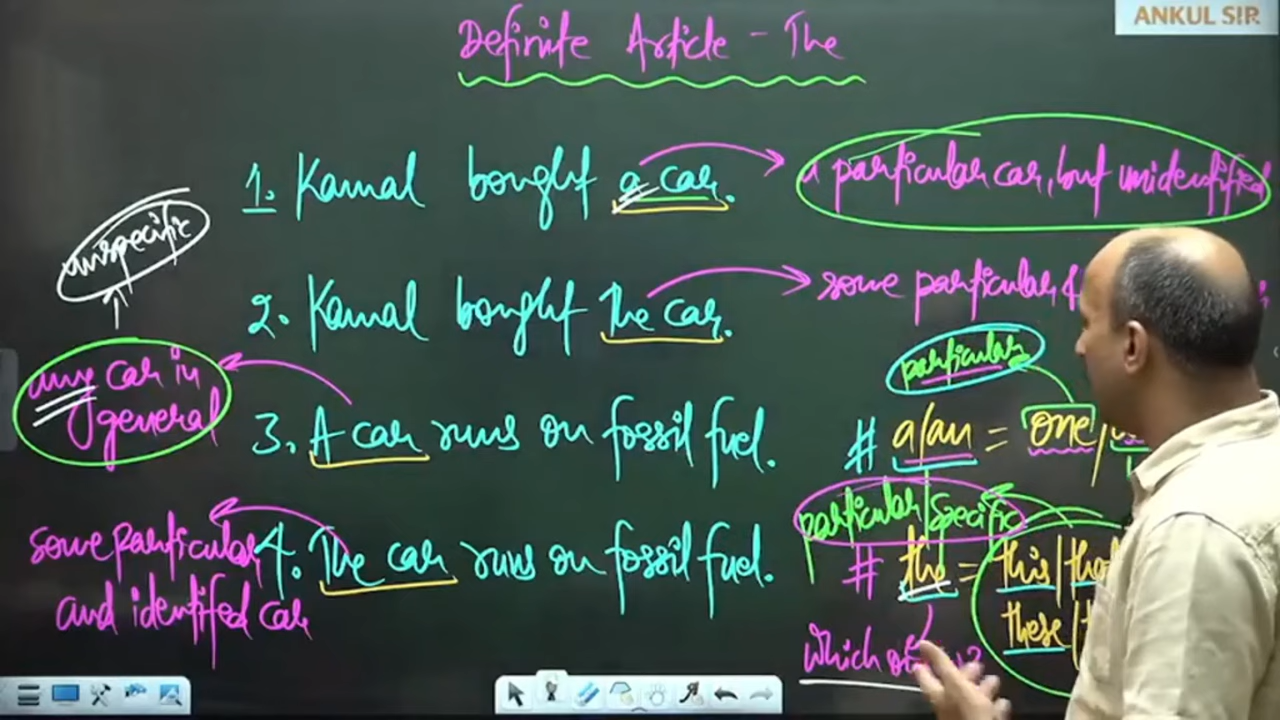 ANKUL SIR
Definite Article - The
1. Kamal bought a car.
a particular car, but unidentified
unspecific
2. Kamal bought The car.
some particular
particular
any car in general
3. A car runs on fossil fuel.
# a/an = one/
particular/specific
some particular and identifed car
4. The car runs on fossil fuel.
# the = this/
these/
which